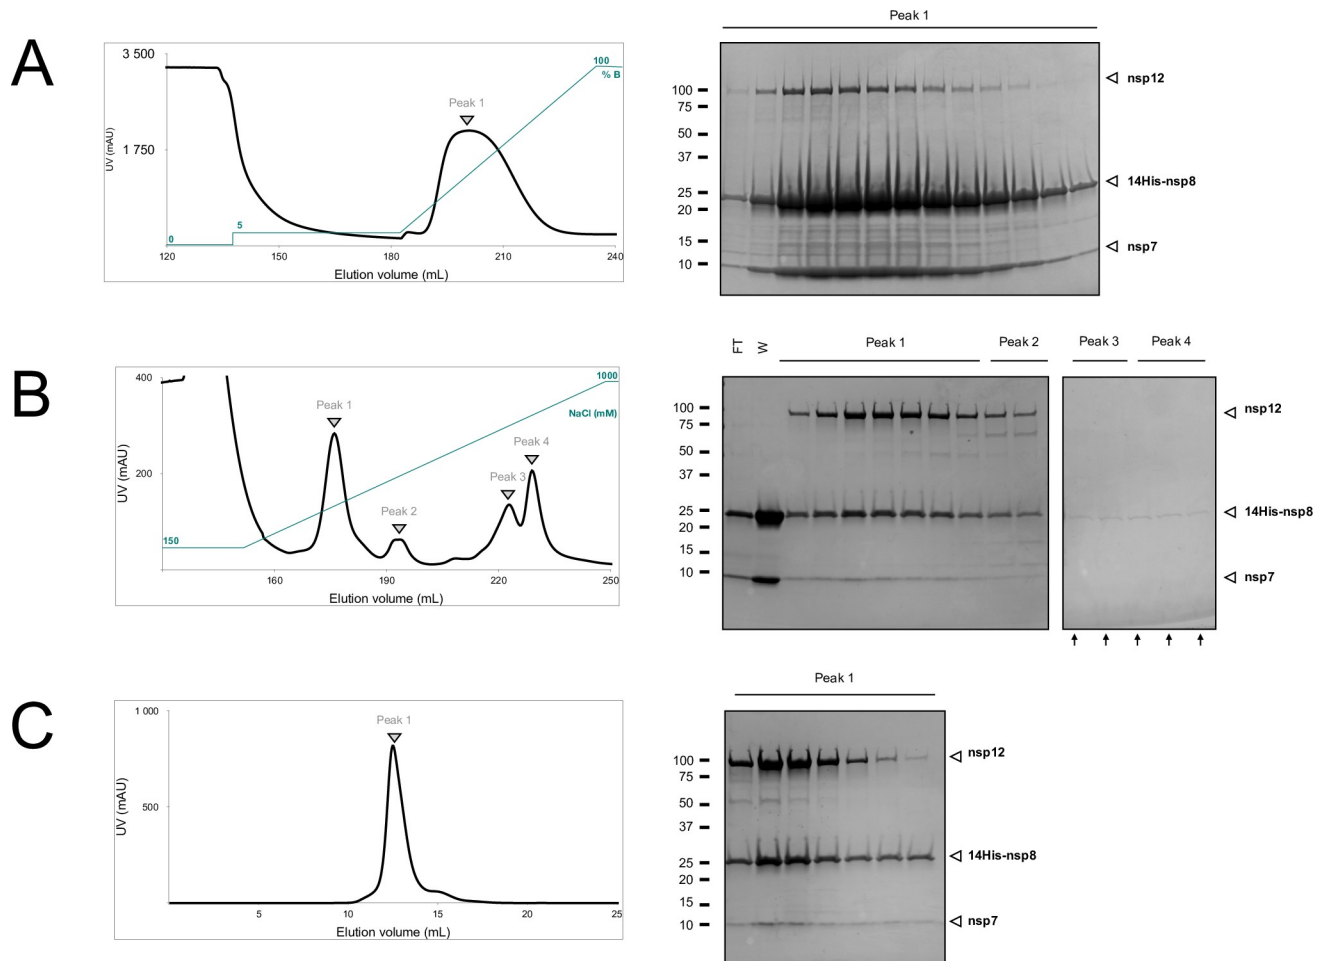 A
3 500
1 750
UV (mAU)
0
5
100
% B
Peak 1
120
150
180
210
240
Elution volume (mL)
Peak 1
100
75
50
37
25
20
15
10
nsp12
14His-nsp8
nsp7
B
400
200
UV (mAU)
150
1000
NaCl (mM)
Peak 1
Peak 2
Peak 3
Peak 4
160
190
220
250
Elution volume (mL)
FT
W
Peak 1
Peak 2
Peak 3
Peak 4
100
75
50
37
25
20
15
10
nsp12
14His-nsp8
nsp7
C
1 000
500
UV (mAU)
Peak 1
5
10
15
20
25
Elution volume (mL)
Peak 1
100
75
50
37
25
20
15
10
nsp12
14His-nsp8
nsp7